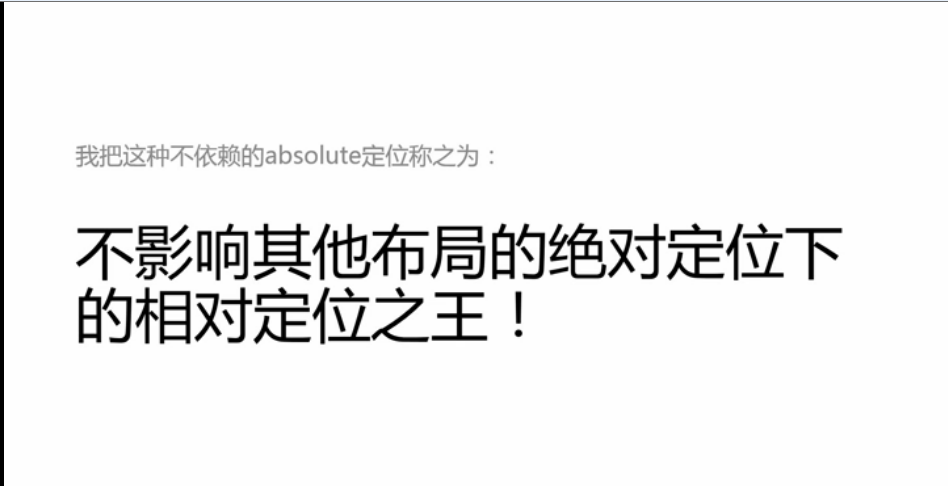 我把这种不依赖的absolute定位称之为：
不影响其他布局的绝对定位下
的相对定位之王！